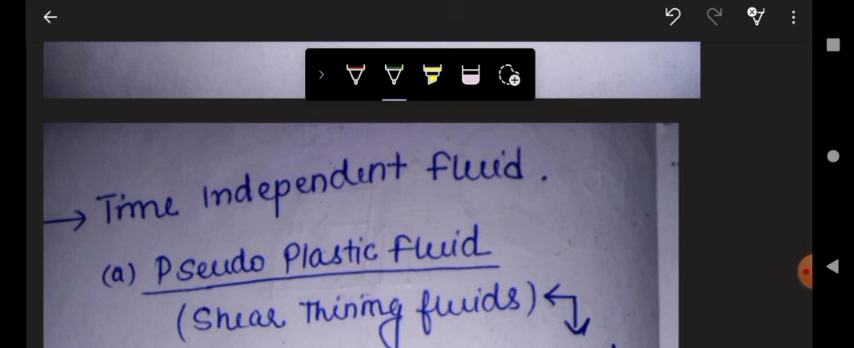 → Time independent fluid.
(a) Pseudo Plastic fluid
(Shear Thining fluids)